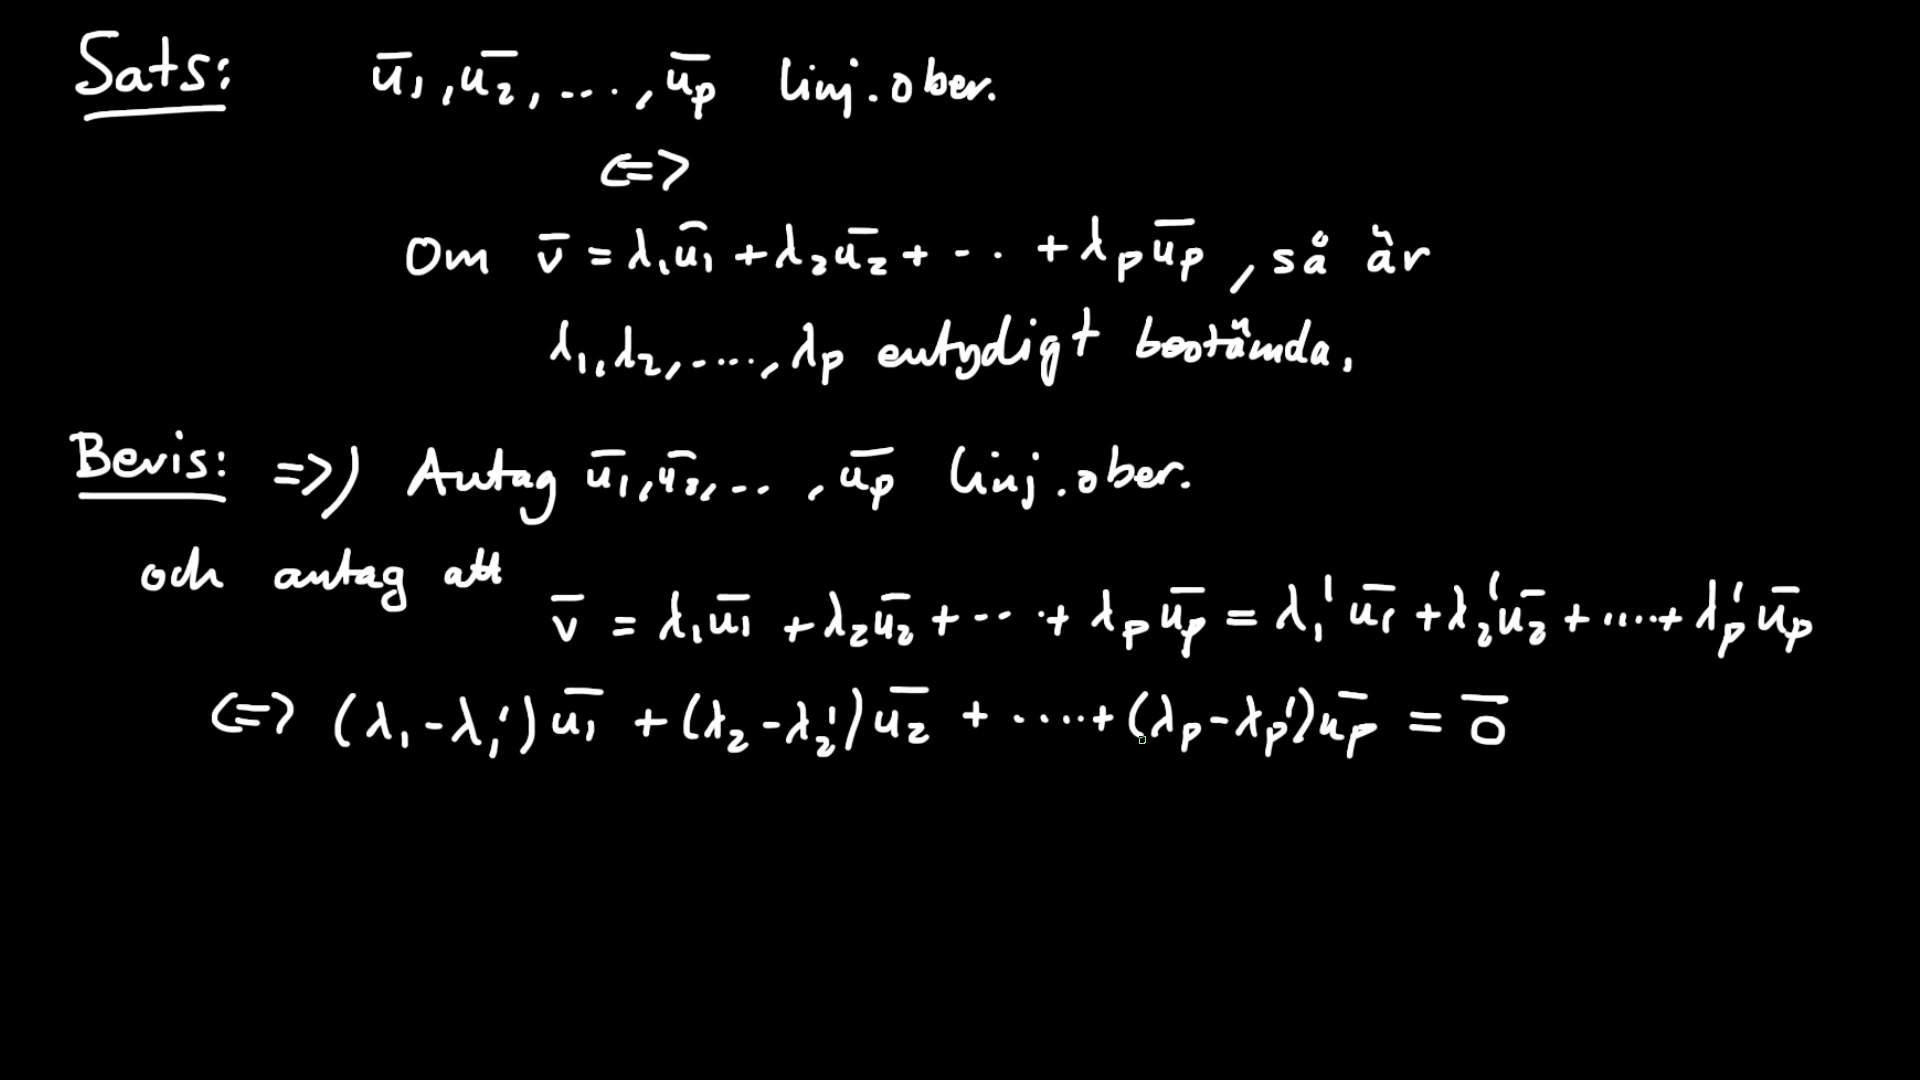 Sats: ū₁, ū₂, ..., ūₚ linj. ober.
<=>
Om v̄ = λ₁ū₁ + λ₂ū₂ + ... + λₚūₚ, så är
λ₁, λ₂, ...., λₚ entydigt bestämda.
Bevis: =>) Antag ū₁, ū₂, ..., ūₚ linj. ober.
och antag att
v̄ = λ₁ū₁ + λ₂ū₂ + ... + λₚūₚ = λ₁'ū₁ + λ₂'ū₂ + .... + λₚ'ūₚ
<=> (λ₁ - λ₁')ū₁ + (λ₂ - λ₂')ū₂ + .... + (λₚ - λₚ')ūₚ = 0̄